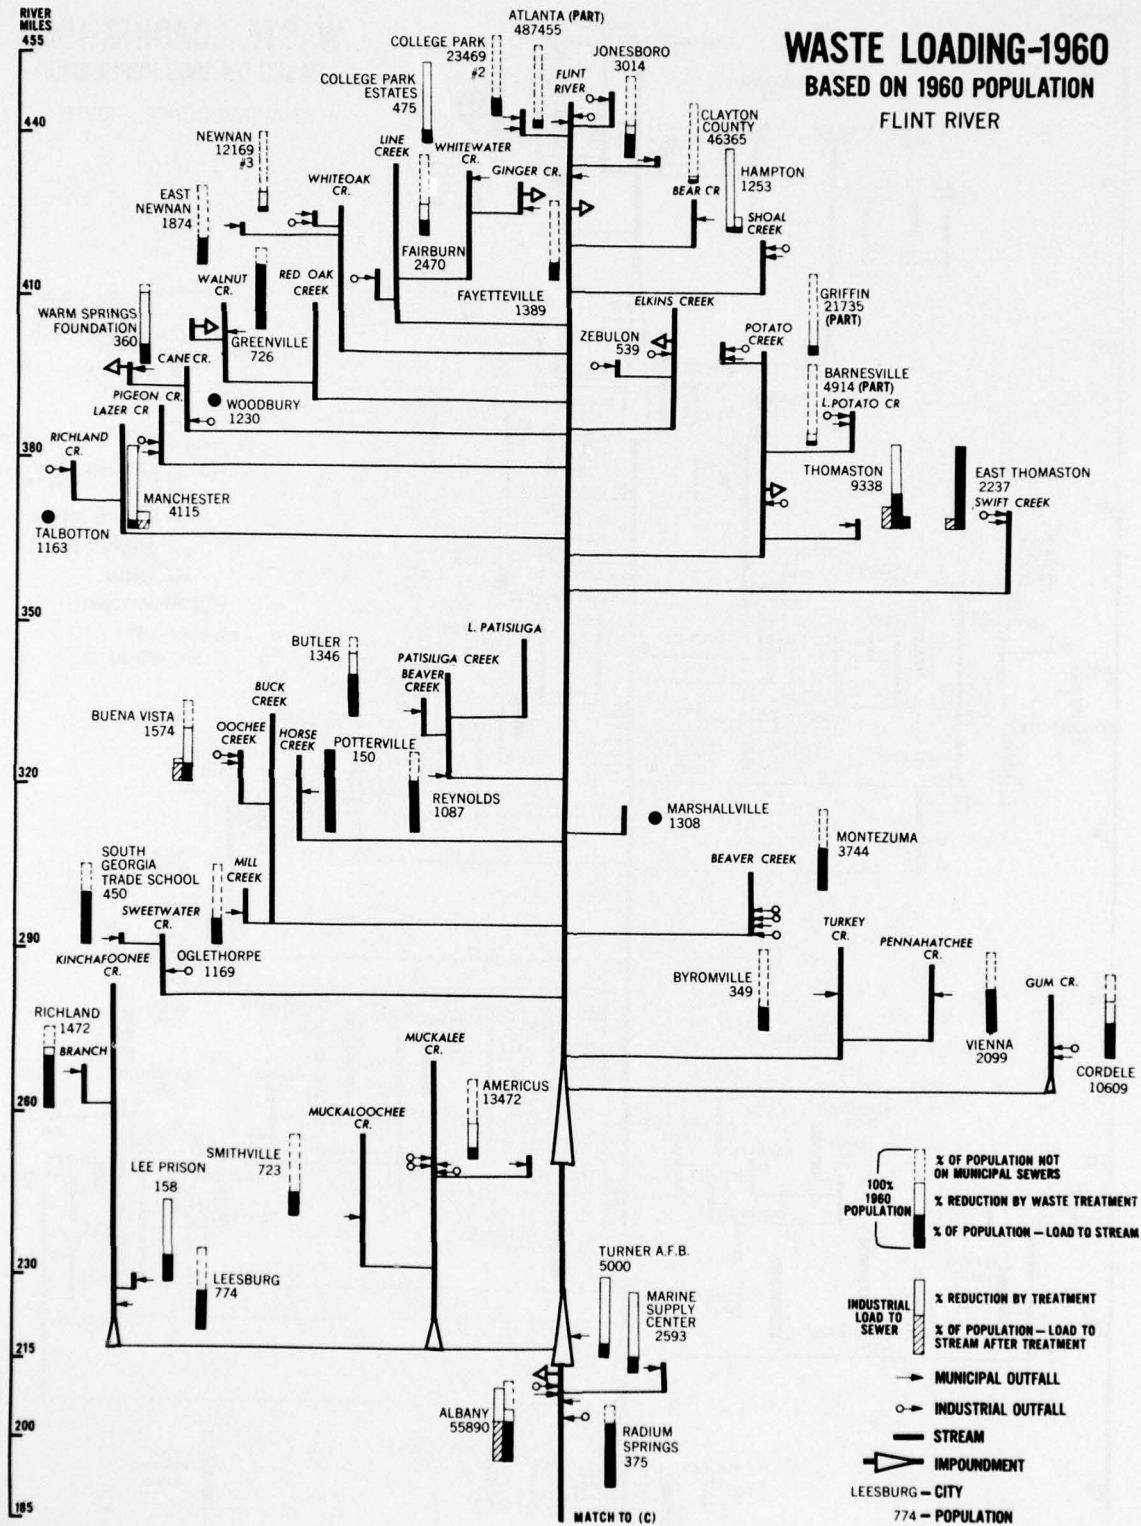 RIVER
MILES
455
440
410
380
350
320
290
260
230
215
200
185
WASTE LOADING-1960
BASED ON 1960 POPULATION
FLINT RIVER
ATLANTA (PART)
487455
COLLEGE PARK
23469
#2
COLLEGE PARK
ESTATES
475
FLINT
RIVER
JONESBORO
3014
CLAYTON
COUNTY
46365
HAMPTON
1253
BEAR CR
SHOAL
CREEK
NEWNAN
12169
#3
LINE
CREEK
WHITEWATER
CR.
GINGER CR.
WHITEOAK
CR.
EAST
NEWNAN
1874
FAIRBURN
2470
FAYETTEVILLE
1389
WALNUT
CR.
RED OAK
CREEK
GREENVILLE
726
WARM SPRINGS
FOUNDATION
360
CANE CR.
PIGEON CR.
LAZER CR
WOODBURY
1230
RICHLAND
CR.
MANCHESTER
4115
TALBOTTON
1163
ELKINS CREEK
ZEBULON
539
POTATO
CREEK
GRIFFIN
21735
(PART)
BARNESVILLE
4914 (PART)
L. POTATO CR
THOMASTON
9338
EAST THOMASTON
2237
SWIFT CREEK
L. PATISILIGA
PATISILIGA CREEK
BEAVER
CREEK
BUTLER
1346
BUCK
CREEK
BUENA VISTA
1574
OOCHEE
CREEK
HORSE
CREEK
POTTERVILLE
150
REYNOLDS
1087
MARSHALLVILLE
1308
MONTEZUMA
3744
BEAVER CREEK
SOUTH
GEORGIA
TRADE SCHOOL
450
MILL
CREEK
SWEETWATER
CR.
OGLETHORPE
1169
TURKEY
CR.
PENNAHATCHEE
CR.
BYROMVILLE
349
VIENNA
2099
GUM CR.
CORDELE
10609
KINCHAFOONEE
CR.
RICHLAND
1472
BRANCH
MUCKALEE
CR.
AMERICUS
13472
MUCKALOOCHEE
CR.
SMITHVILLE
723
LEE PRISON
158
LEESBURG
774
TURNER A.F.B.
5000
MARINE
SUPPLY
CENTER
2593
ALBANY
55890
RADIUM
SPRINGS
375
MATCH TO (C)
100%
1960
POPULATION
% OF POPULATION NOT
ON MUNICIPAL SEWERS
% REDUCTION BY WASTE TREATMENT
% OF POPULATION — LOAD TO STREAM
INDUSTRIAL
LOAD TO
SEWER
% REDUCTION BY TREATMENT
% OF POPULATION — LOAD TO
STREAM AFTER TREATMENT
MUNICIPAL OUTFALL
INDUSTRIAL OUTFALL
STREAM
IMPOUNDMENT
LEESBURG — CITY
774 — POPULATION